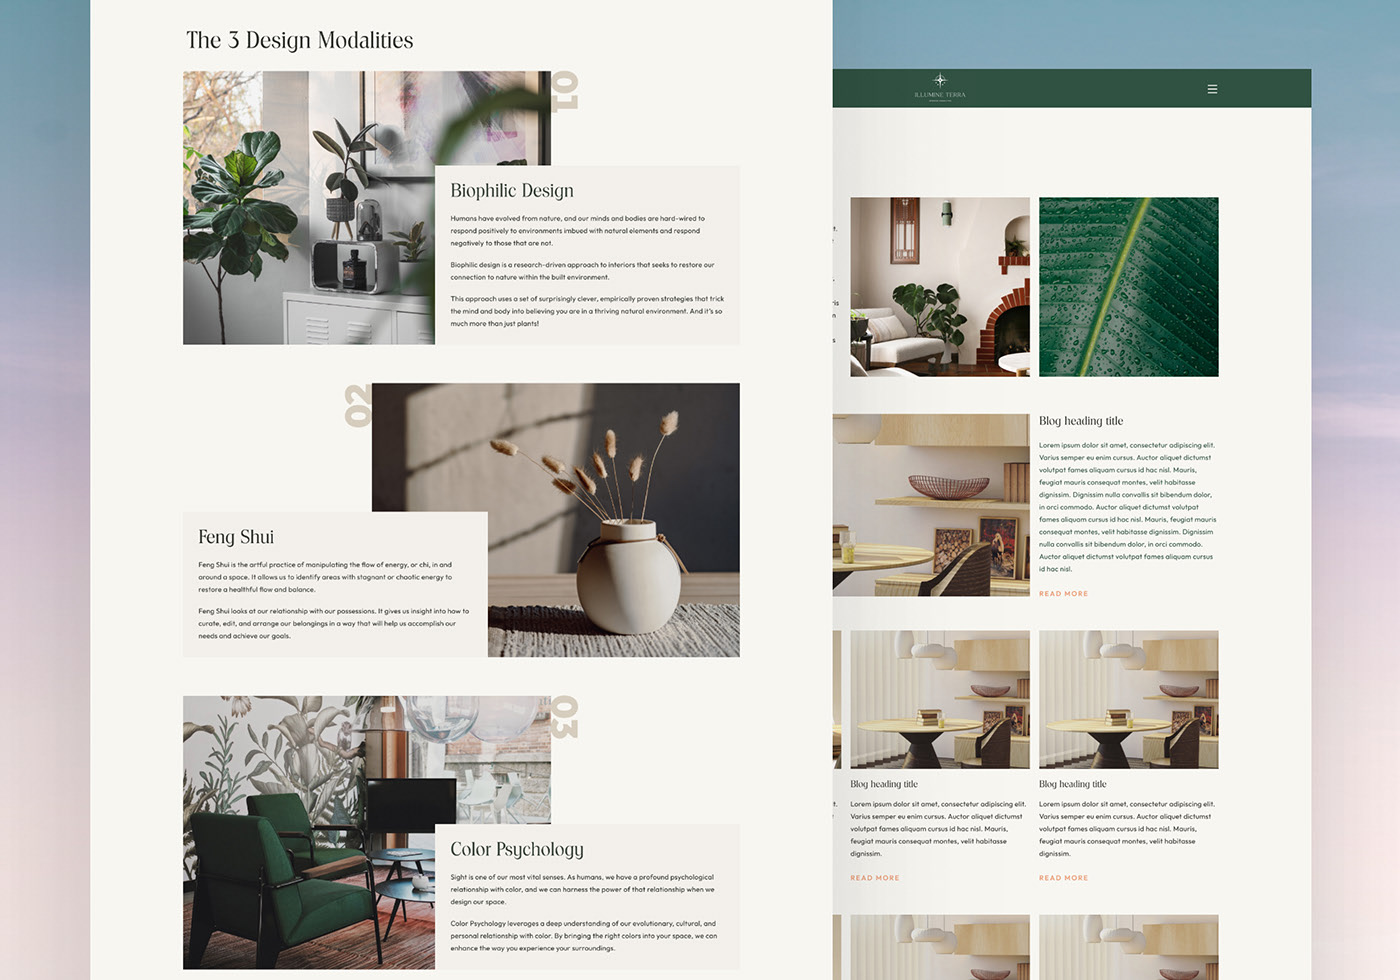 The 3 Design Modalities
01
Biophilic Design
Humans have evolved from nature, and our minds and bodies are hard-wired to
respond positively to environments imbued with natural elements and respond
negatively to those that are not.
Biophilic design is a research-driven approach to interiors that seeks to restore our
connection to nature within the built environment.
This approach uses a set of surprisingly clever, empirically proven strategies that trick
the mind and body into believing you are in a thriving natural environment. And it's so
much more than just plants!
02
Feng Shui
Feng Shui is the artful practice of manipulating the flow of energy, or chi, in and
around a space. It allows us to identify areas with stagnant or chaotic energy to
restore a healthful flow and balance.
Feng Shui looks at our relationship with our possessions. It gives us insight into how to
curate, edit, and arrange our belongings in a way that will help us accomplish our
needs and achieve our goals.
03
Color Psychology
Sight is one of our most vital senses. As humans, we have a profound psychological
relationship with color, and we can harness the power of that relationship when we
design our space.
Color Psychology leverages a deep understanding of our evolutionary, cultural, and
personal relationship with color. By bringing the right colors into your space, we can
enhance the way you experience your surroundings.
ILLUMINE TERRA
Blog heading title
Lorem ipsum dolor sit amet, consectetur adipiscing elit.
Varius semper eu enim cursus. Auctor aliquet dictumst
volutpat fames aliquam cursus id hac nisl. Mauris,
feugiat mauris consequat montes, velit habitasse
dignissim. Dignissim nulla convallis sit bibendum dolor,
in orci commodo. Auctor aliquet dictumst volutpat
fames aliquam cursus id hac nisl. Mauris, feugiat mauris
consequat montes, velit habitasse dignissim. Dignissim
nulla convallis sit bibendum dolor, in orci commodo.
Auctor aliquet dictumst volutpat fames aliquam cursus
id hac nisl.
READ MORE
Blog heading title
Lorem ipsum dolor sit amet, consectetur adipiscing elit.
Varius semper eu enim cursus. Auctor aliquet dictumst
volutpat fames aliquam cursus id hac nisl. Mauris,
feugiat mauris consequat montes, velit habitasse
dignissim.
READ MORE
Blog heading title
Lorem ipsum dolor sit amet, consectetur adipiscing elit.
Varius semper eu enim cursus. Auctor aliquet dictumst
volutpat fames aliquam cursus id hac nisl. Mauris,
feugiat mauris consequat montes, velit habitasse
dignissim.
READ MORE